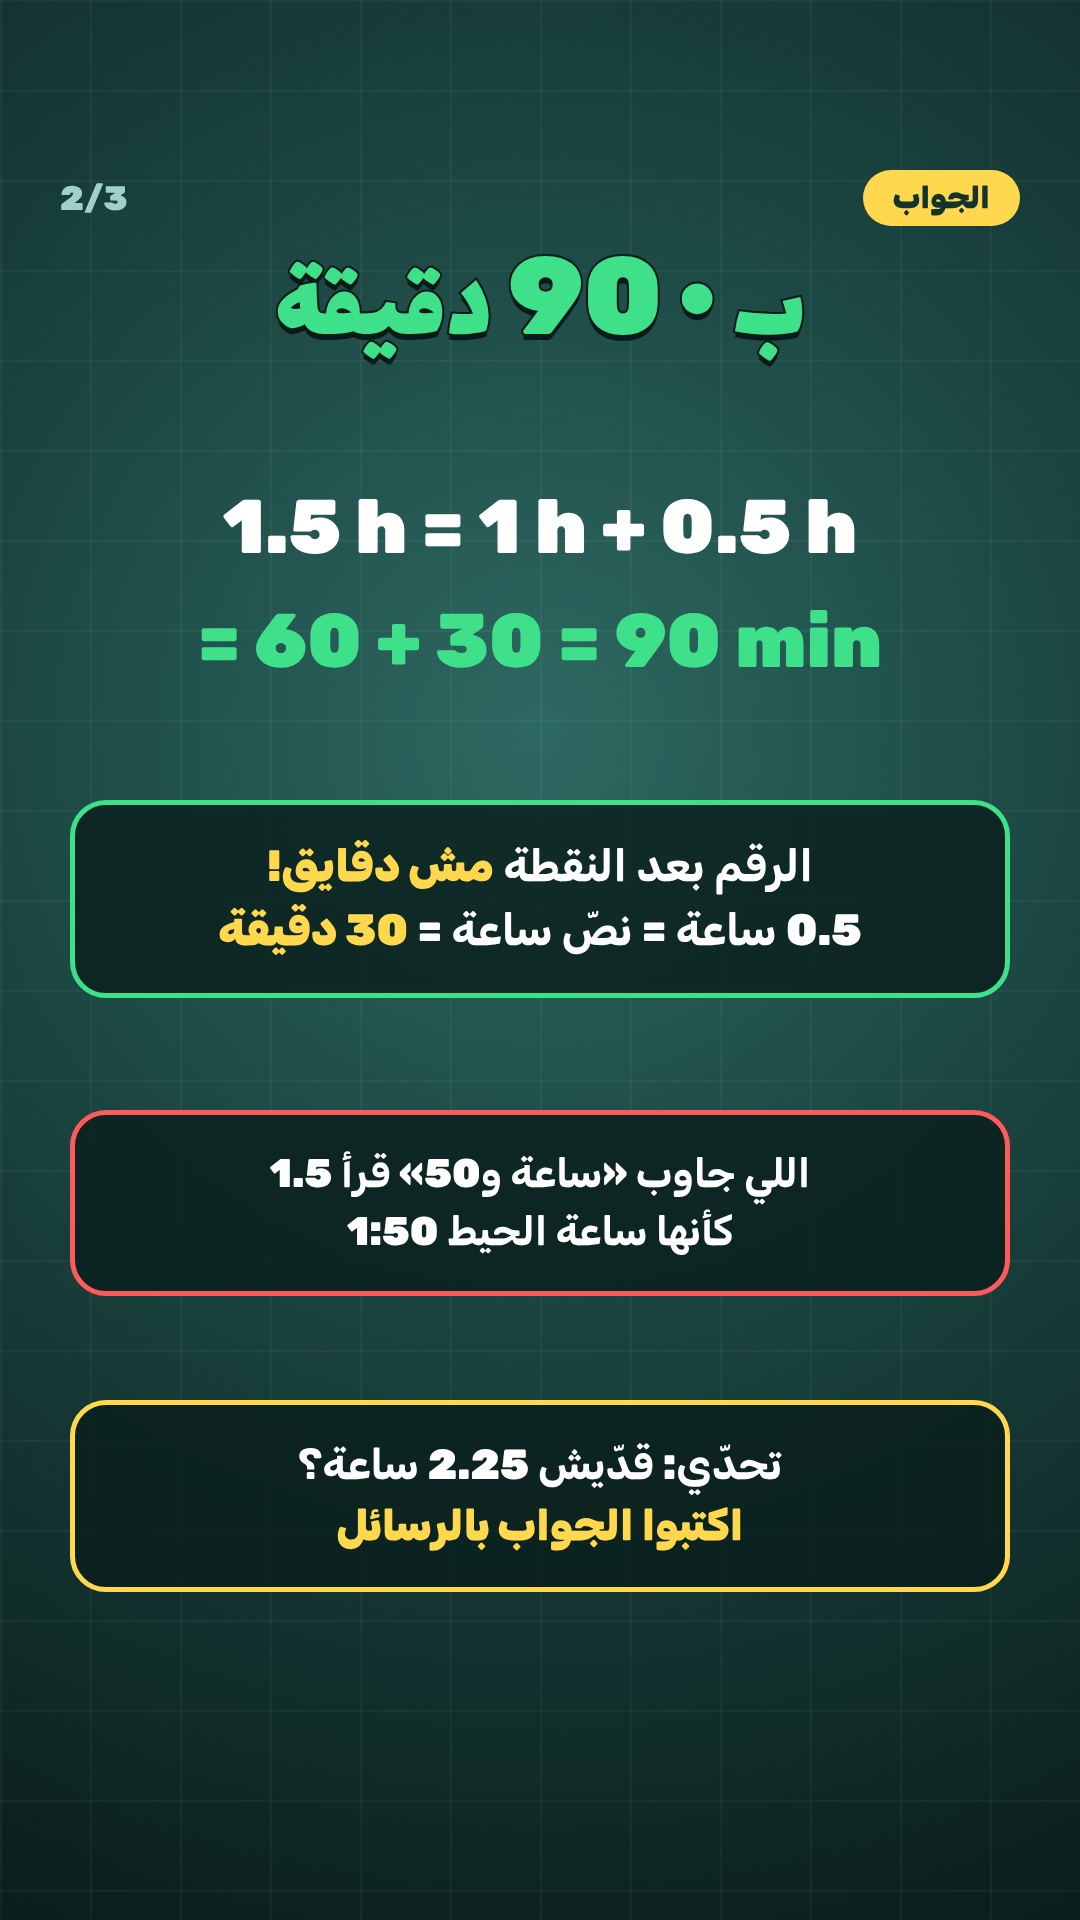 الجواب
2/3
ب · 90 دقيقة
1.5 h = 1 h + 0.5 h
= 60 + 30 = 90 min
الرقم بعد النقطة مش دقايق!
0.5 ساعة = نصّ ساعة = 30 دقيقة
اللي جاوب «ساعة و50» قرأ 1.5
كأنها ساعة الحيط 1:50
تحدّي: قدّيش 2.25 ساعة؟
اكتبوا الجواب بالرسائل